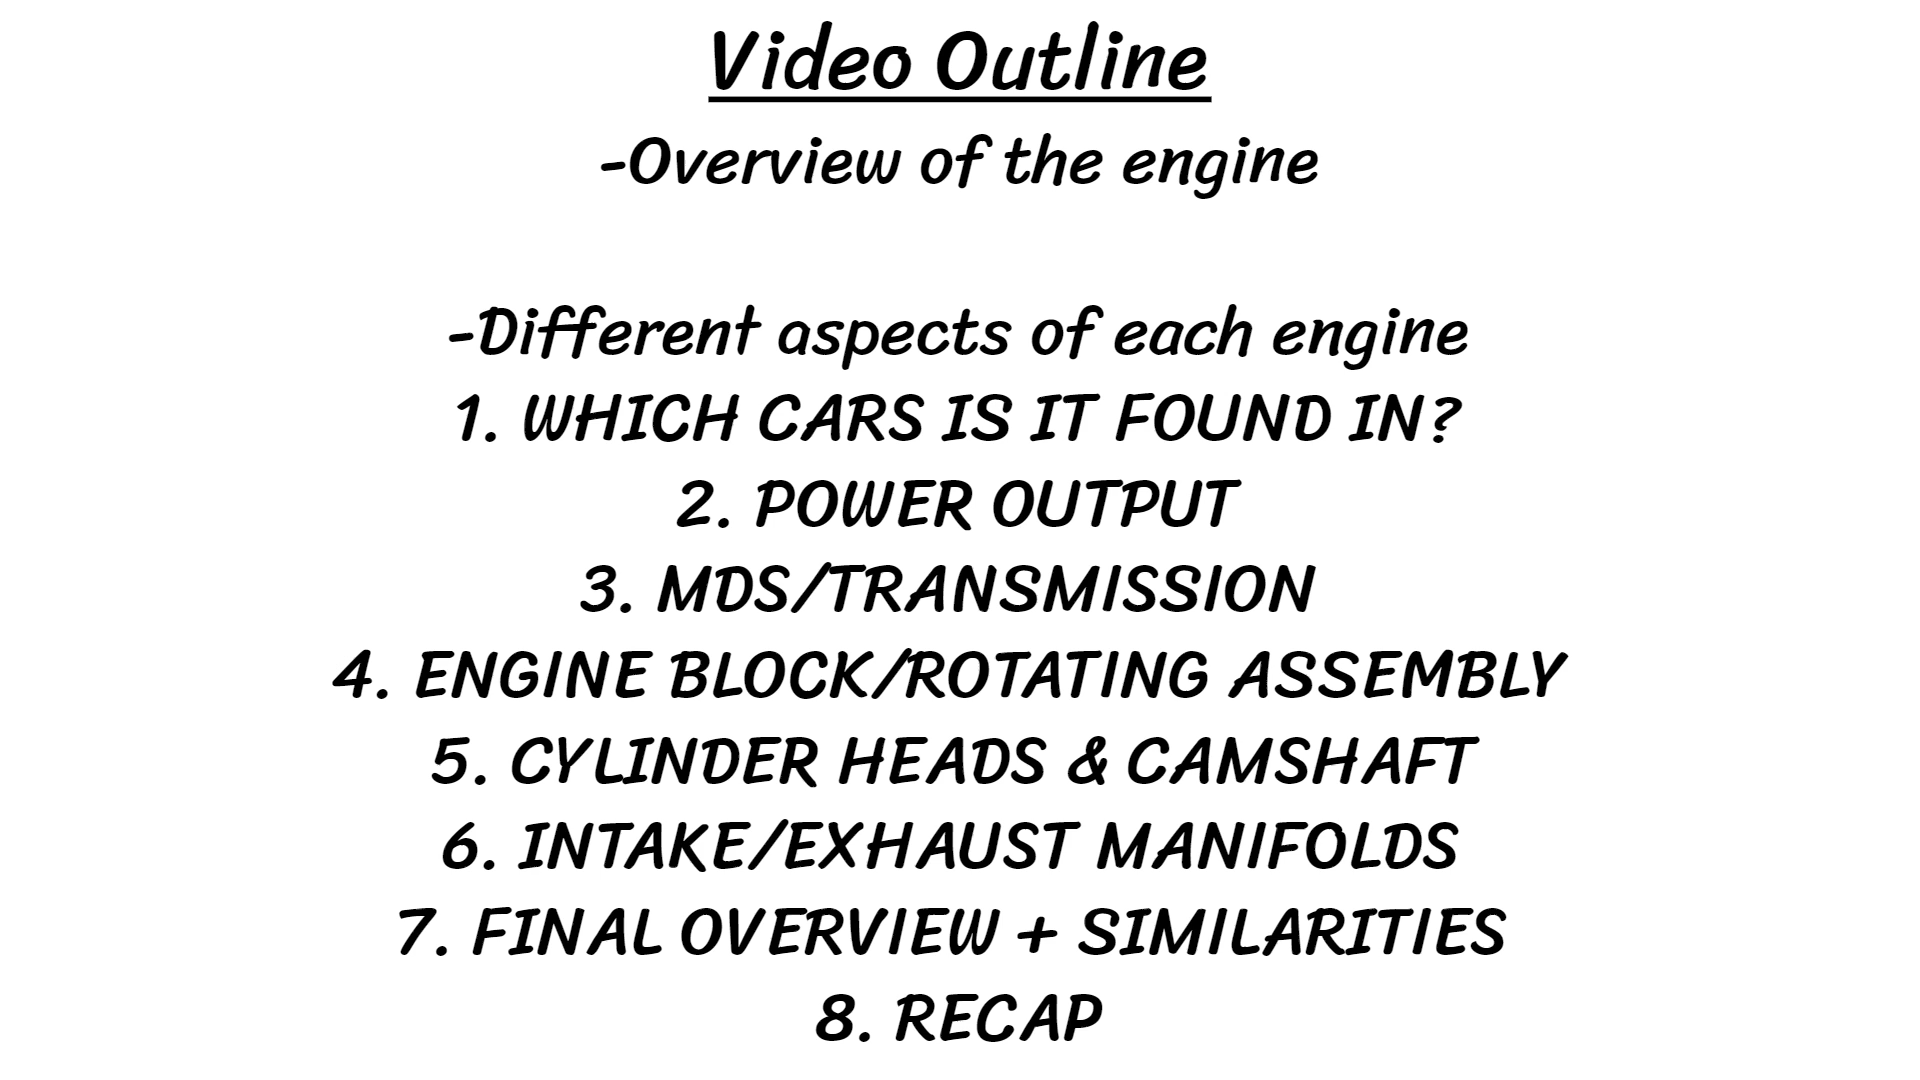 Video Outline
-Overview of the engine
-Different aspects of each engine
1. WHICH CARS IS IT FOUND IN?
2. POWER OUTPUT
3. MDS/TRANSMISSION
4. ENGINE BLOCK/ROTATING ASSEMBLY
5. CYLINDER HEADS & CAMSHAFT
6. INTAKE/EXHAUST MANIFOLDS
7. FINAL OVERVIEW + SIMILARITIES
8. RECAP